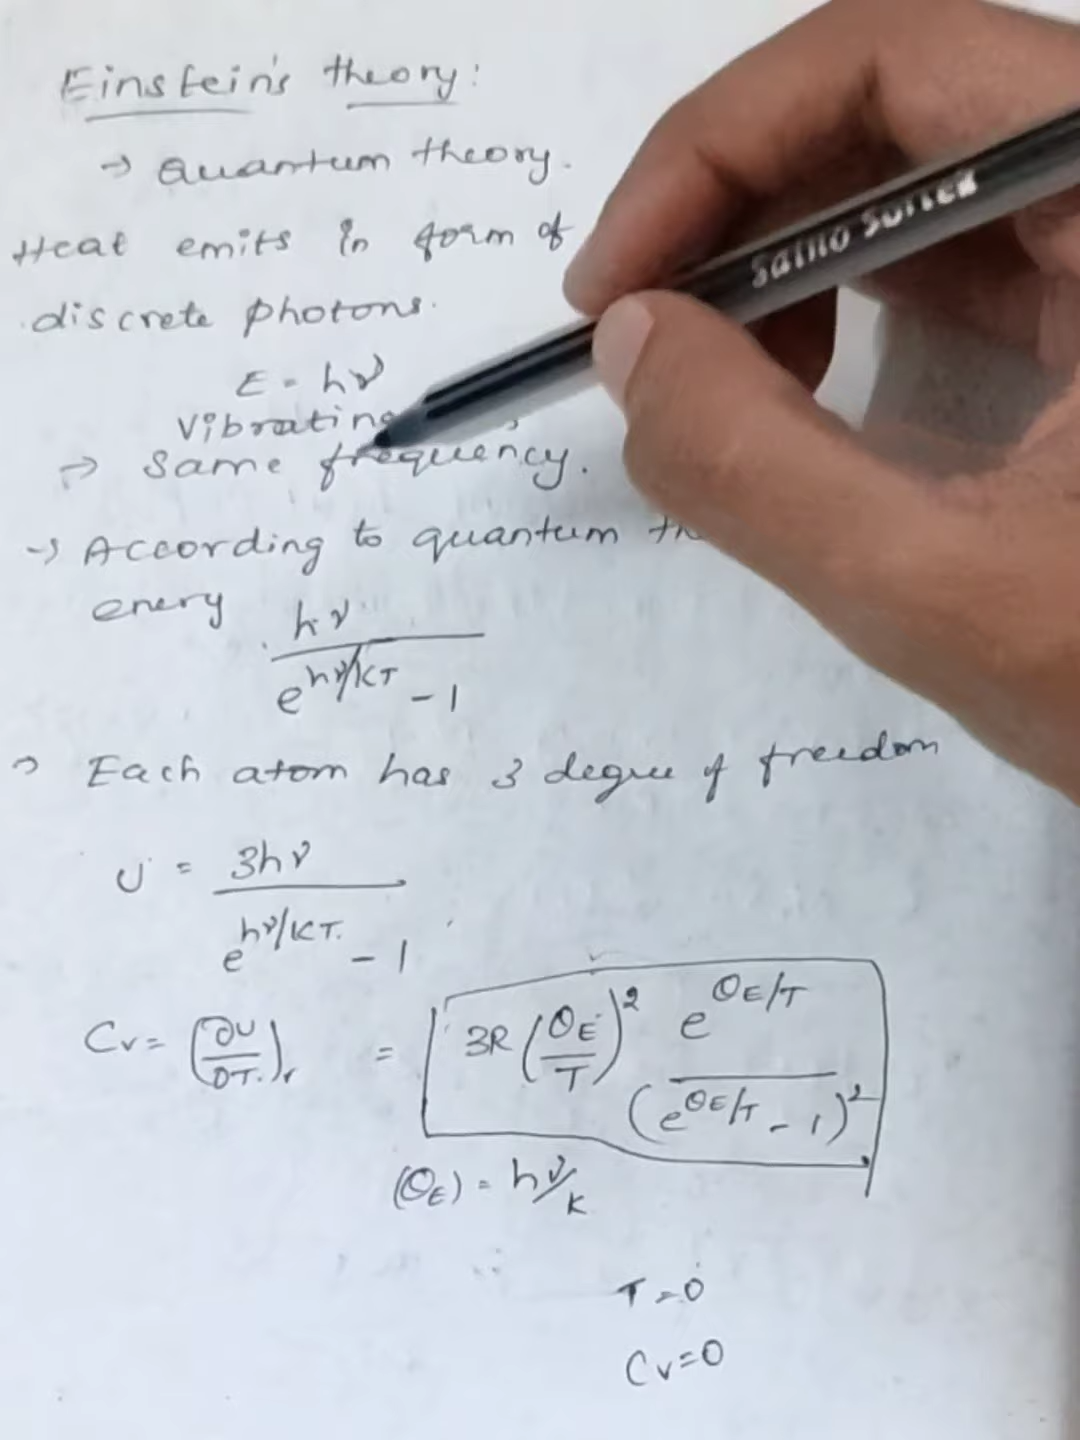 Einstein's theory:
→ Quantum theory.
Heat emits in form of
discrete photons.
E = hν
Vibrating
→ Same frequency.
→ According to quantum
enery hν / e^hν/KT - 1
→ Each atom has 3 degree of freedom
U = 3hν / e^hν/KT. - 1
Cv = (∂U/∂T.)v = 3R (ΘE/T)^2 e^ΘE/T / (e^ΘE/T - 1)^2
(ΘE) = hν/K
T = 0
Cv = 0